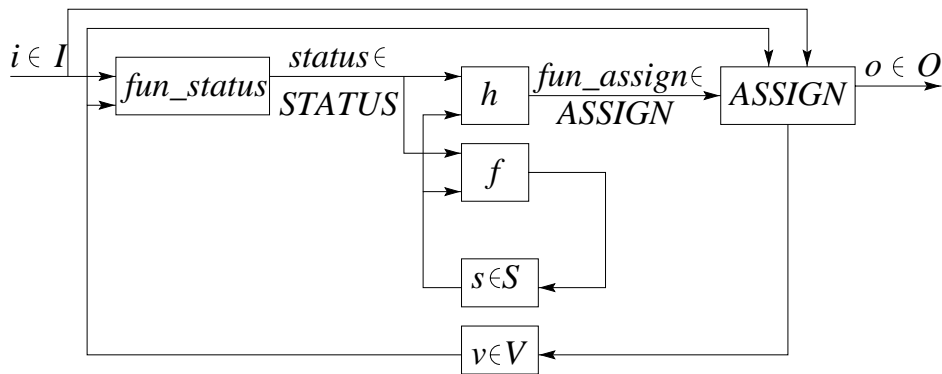 i ∈ I
fun_status
status ∈
STATUS
h
fun_assign ∈
ASSIGN
ASSIGN
o ∈ O
f
s ∈ S
v ∈ V